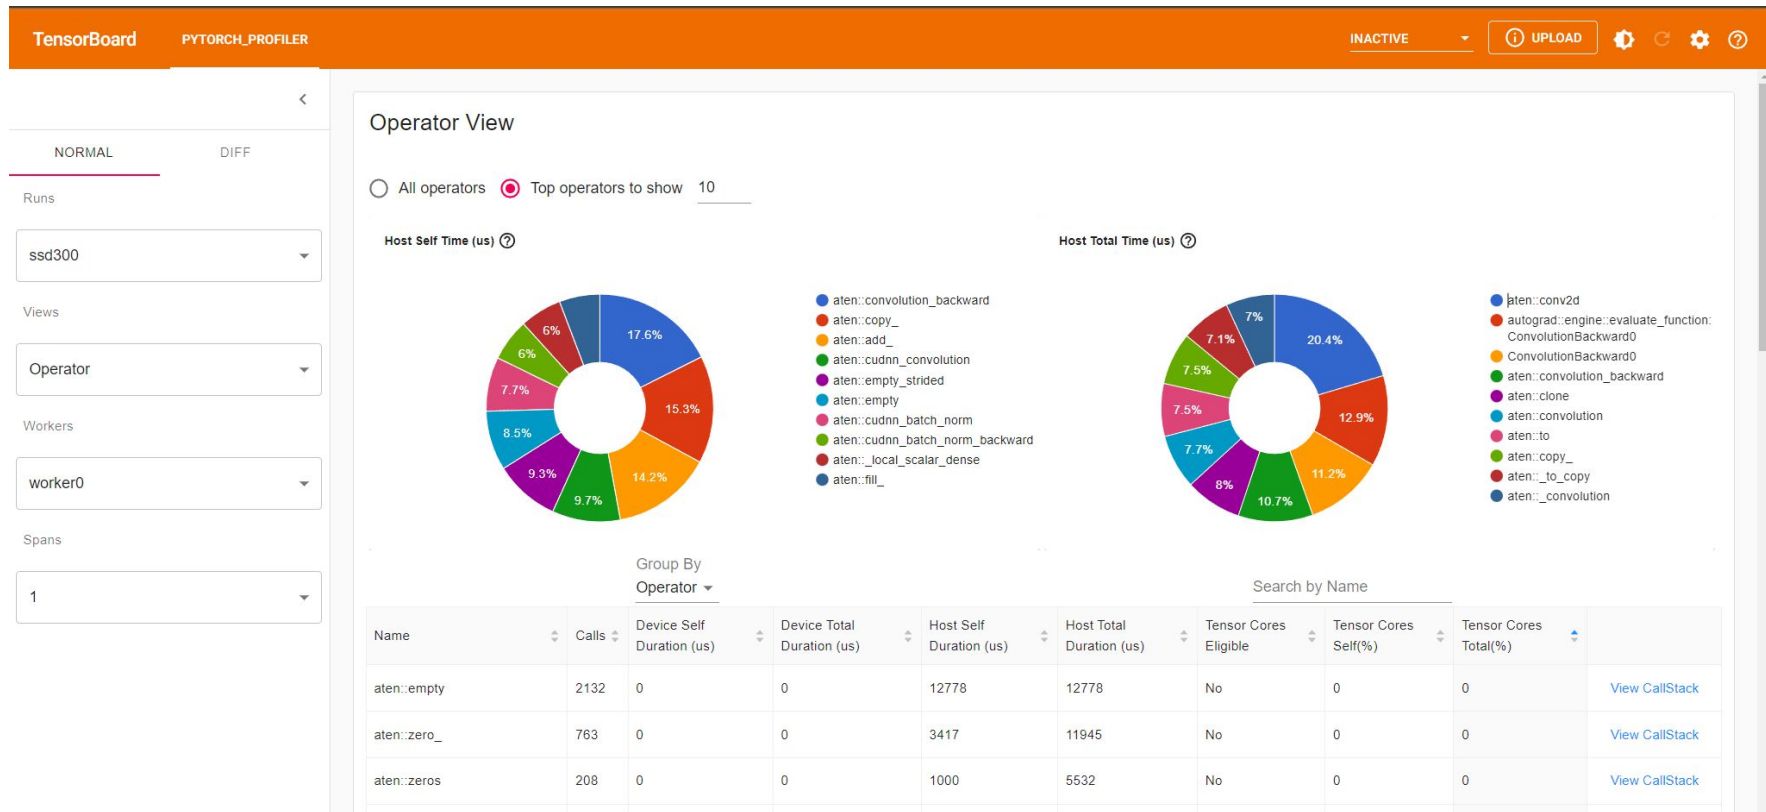 TensorBoard
PYTORCH_PROFILER
INACTIVE
UPLOAD
NORMAL
DIFF
Runs
ssd300
Views
Operator
Workers
worker0
Spans
1
Operator View
All operators
Top operators to show 10
Host Self Time (us)
17.6%
15.3%
14.2%
9.7%
9.3%
8.5%
7.7%
6%
6%
aten::convolution_backward
aten::copy_
aten::add_
aten::cudnn_convolution
aten::empty_strided
aten::empty
aten::cudnn_batch_norm
aten::cudnn_batch_norm_backward
aten::_local_scalar_dense
aten::fill_
Host Total Time (us)
20.4%
12.9%
11.2%
10.7%
8%
7.7%
7.5%
7.5%
7.1%
7%
aten::conv2d
autograd::engine::evaluate_function:
ConvolutionBackward0
ConvolutionBackward0
aten::convolution_backward
aten::clone
aten::convolution
aten::to
aten::copy_
aten::_to_copy
aten::_convolution
Group By
Operator
Search by Name
Name Calls Device Self Duration (us) Device Total Duration (us) Host Self Duration (us) Host Total Duration (us) Tensor Cores Eligible Tensor Cores Self(%) Tensor Cores Total(%)
aten::empty 2132 0 0 12778 12778 No 0 0 View CallStack
aten::zero_ 763 0 0 3417 11945 No 0 0 View CallStack
aten::zeros 208 0 0 1000 5532 No 0 0 View CallStack